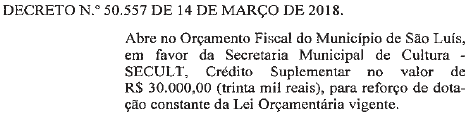 DECRETO N.º 50.557 DE 14 DE MARÇO DE 2018.
Abre no Orçamento Fiscal do Município de São Luís,
em favor da Secretaria Municipal de Cultura -
SECULT, Crédito Suplementar no valor de
R$ 30.000,00 (trinta mil reais), para reforço de dota-
ção constante da Lei Orçamentária vigente.